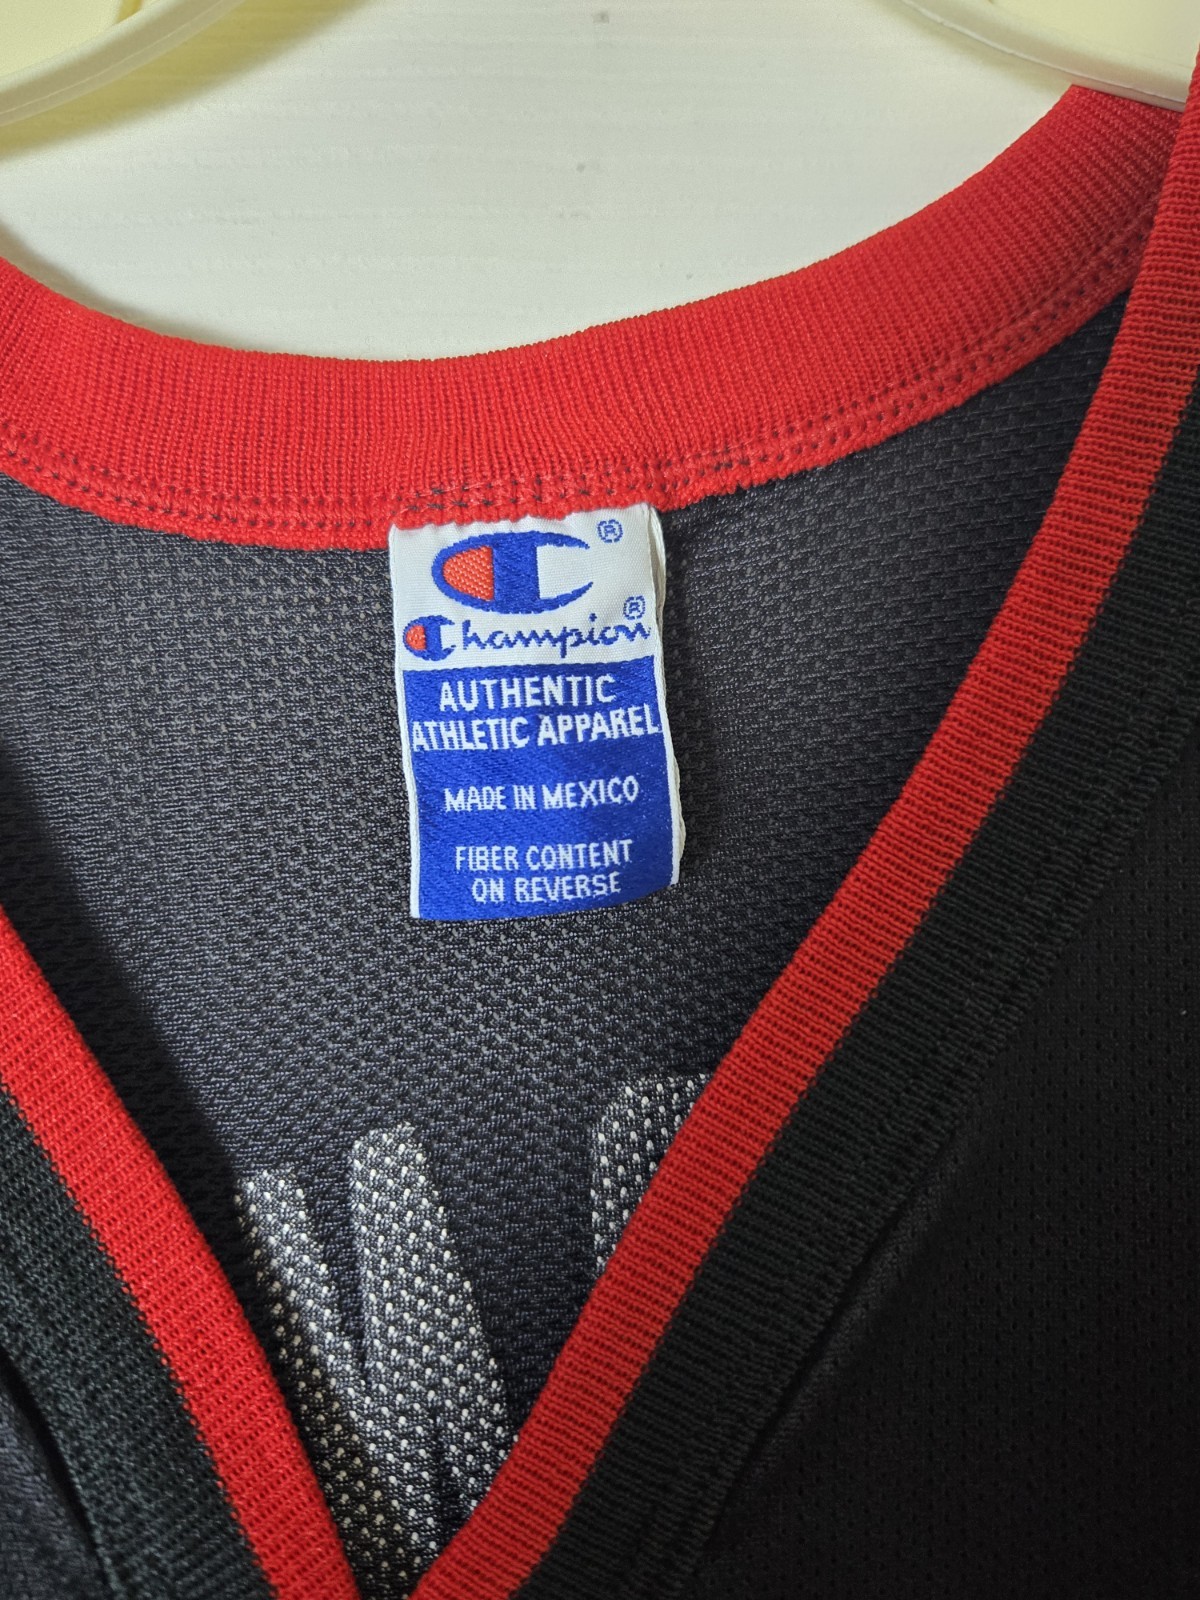 ®
Champion®
AUTHENTIC
ATHLETIC APPAREL
MADE IN MEXICO
FIBER CONTENT
ON REVERSE